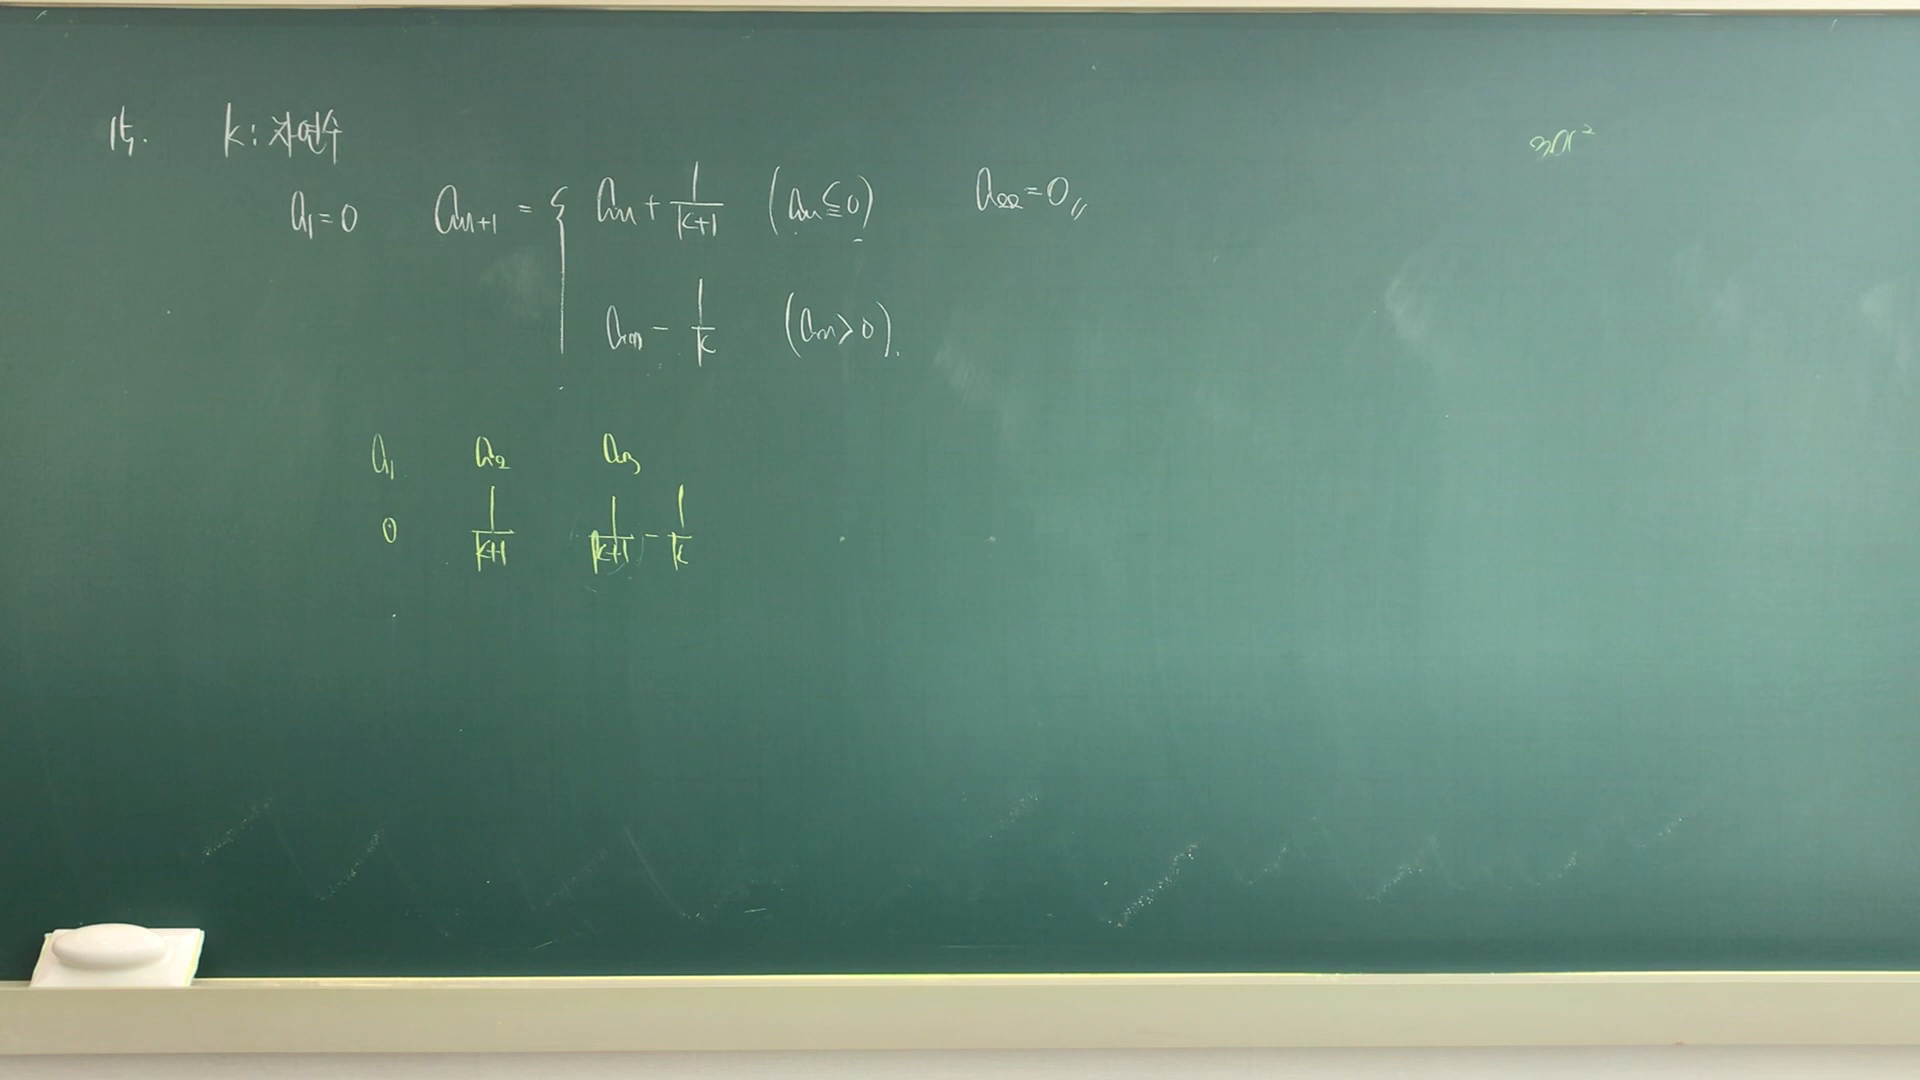 15. k: 자연수
a₁=0 aₙ₊₁ = { aₙ + 1/(k+1) (aₙ ≦ 0) a₂₂ = 0
aₙ - 1/k (aₙ > 0).
a₁ a₂ a₃
0 1/(k+1) 1/(k+1) - 1/k